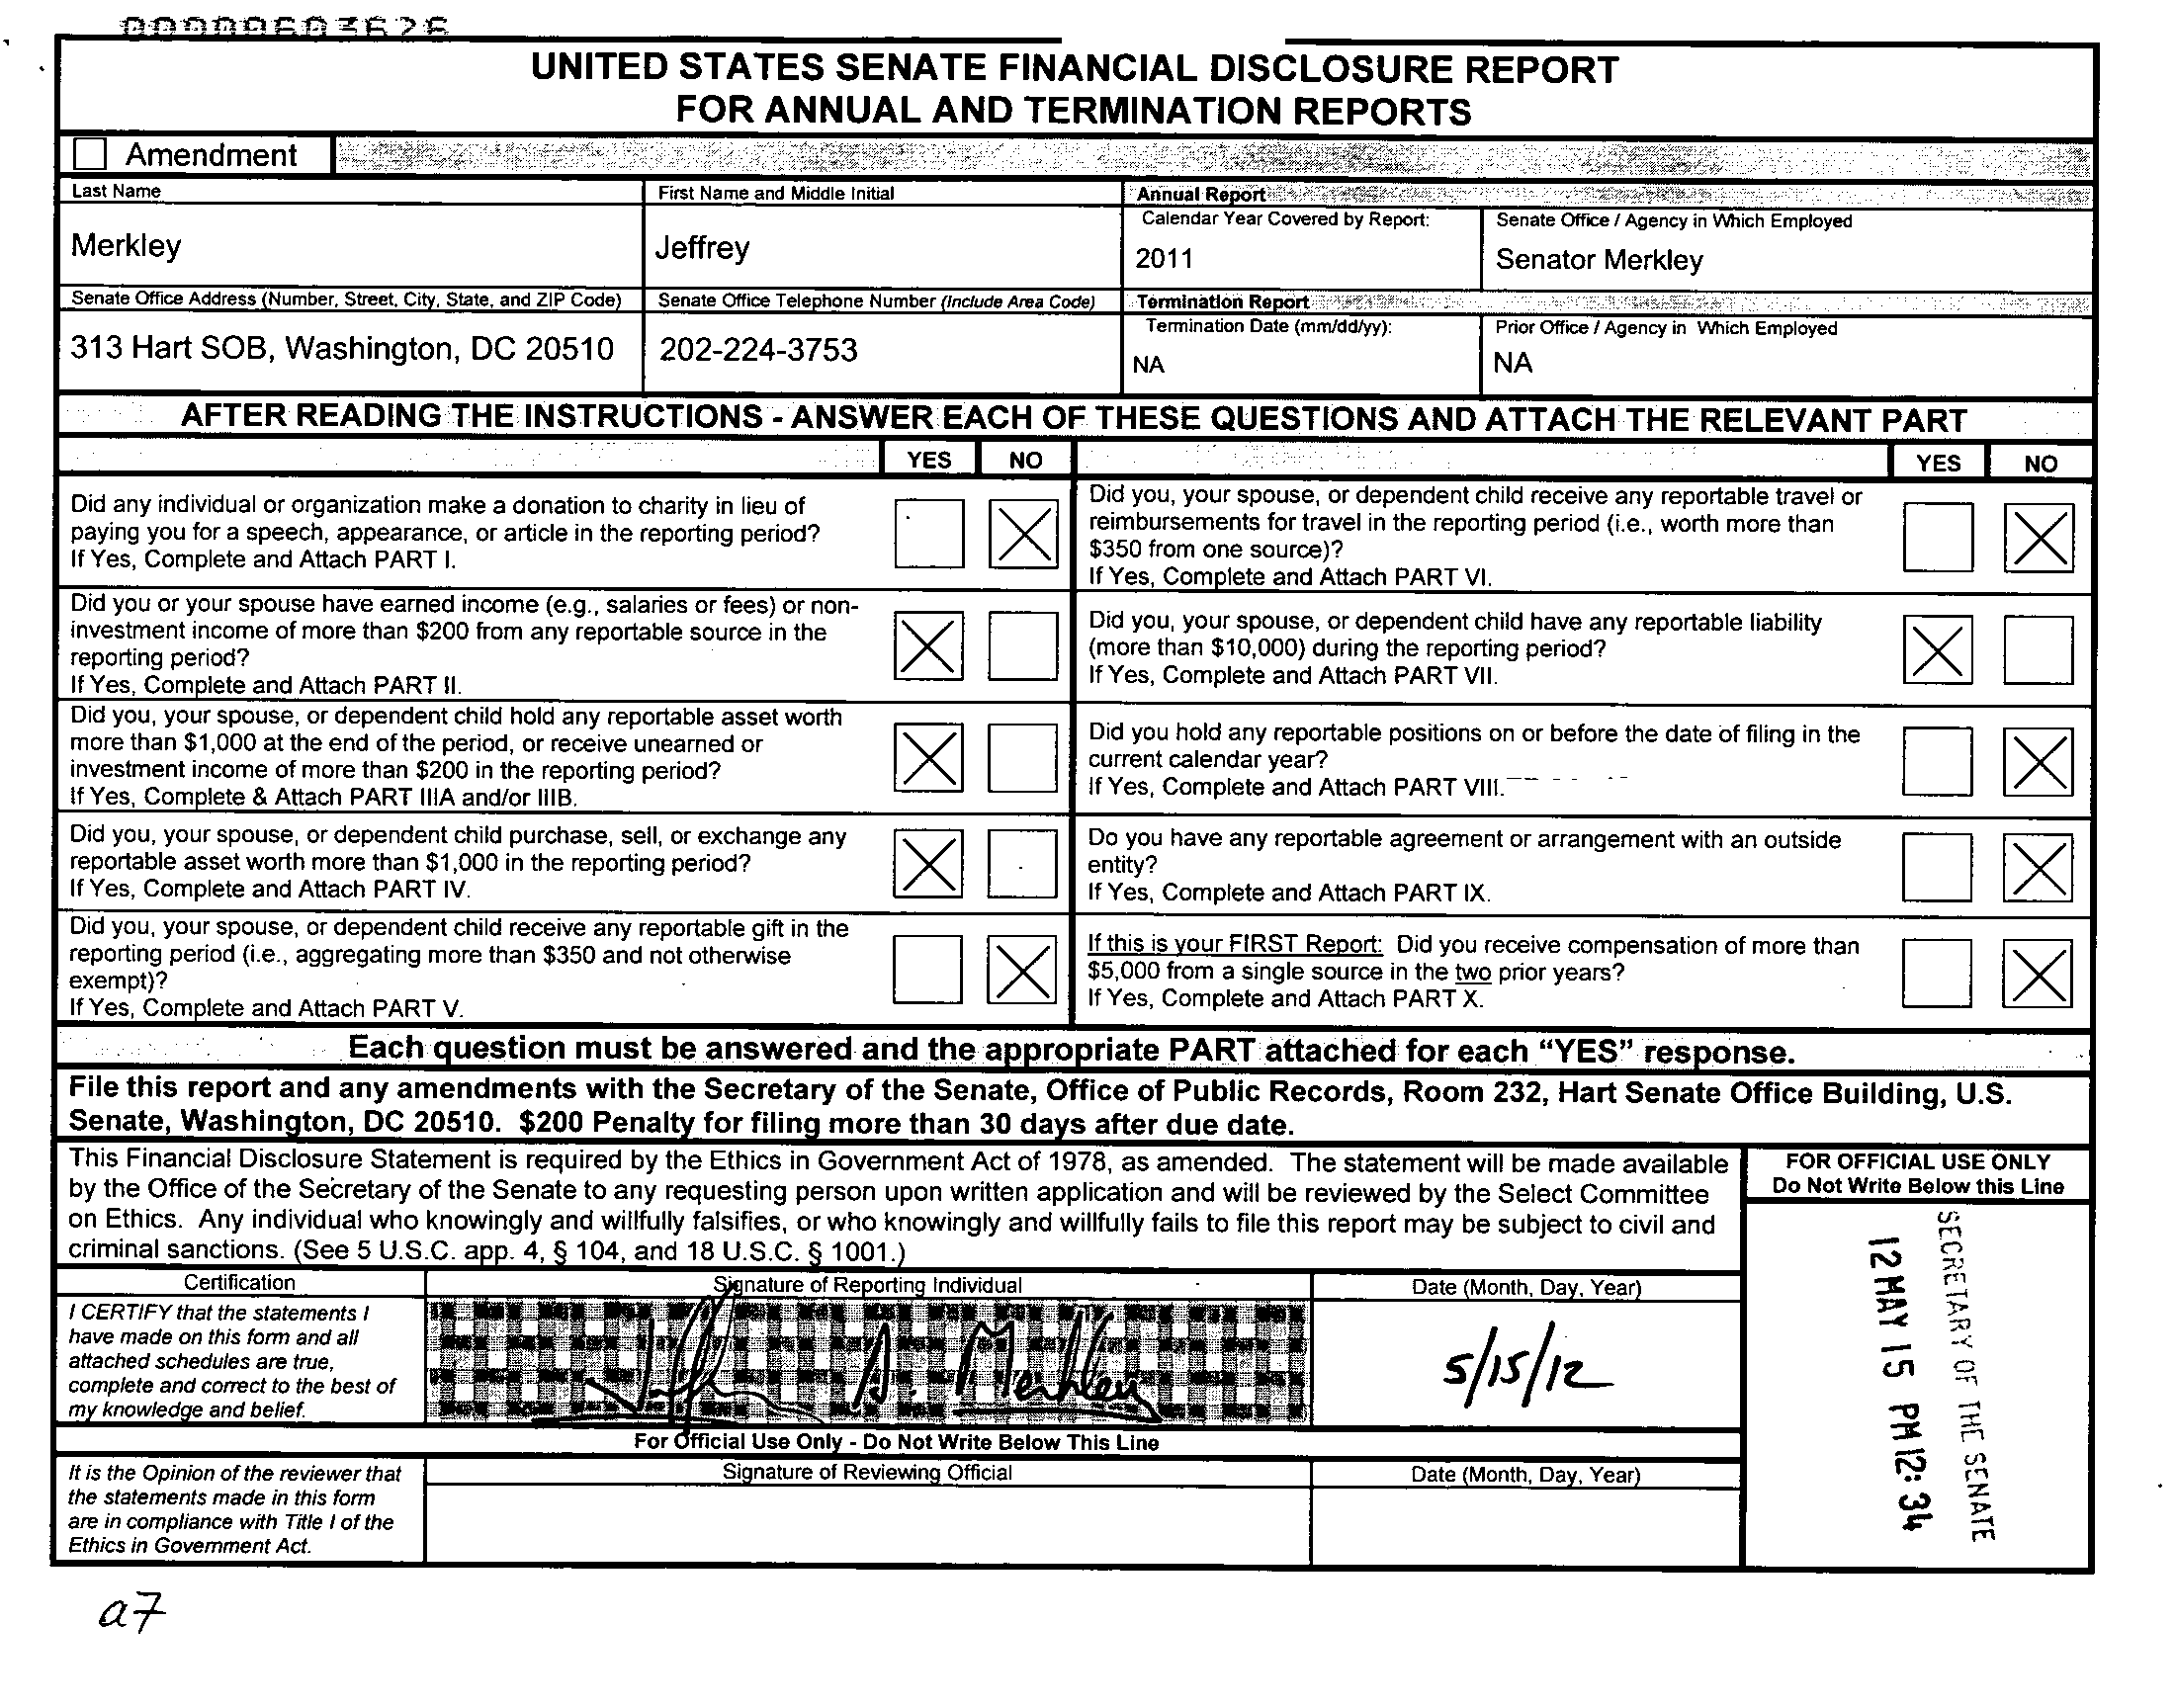 UNITED STATES SENATE FINANCIAL DISCLOSURE REPORT
FOR ANNUAL AND TERMINATION REPORTS
Amendment
Last Name
First Name and Middle Initial
Annual Report
Calendar Year Covered by Report:
Senate Office / Agency in Which Employed
Merkley
Jeffrey
2011
Senator Merkley
Senate Office Address (Number, Street, City, State, and ZIP Code)
Senate Office Telephone Number (Include Area Code)
Termination Report
Termination Date (mm/dd/yy):
Prior Office / Agency in Which Employed
313 Hart SOB, Washington, DC 20510
202-224-3753
NA
NA
AFTER READING THE INSTRUCTIONS - ANSWER EACH OF THESE QUESTIONS AND ATTACH THE RELEVANT PART
YES NO
YES NO
Did any individual or organization make a donation to charity in lieu of
paying you for a speech, appearance, or article in the reporting period?
If Yes, Complete and Attach PART I.
Did you, your spouse, or dependent child receive any reportable travel or
reimbursements for travel in the reporting period (i.e., worth more than
$350 from one source)?
If Yes, Complete and Attach PART VI.
Did you or your spouse have earned income (e.g., salaries or fees) or non-
investment income of more than $200 from any reportable source in the
reporting period?
If Yes, Complete and Attach PART II.
Did you, your spouse, or dependent child have any reportable liability
(more than $10,000) during the reporting period?
If Yes, Complete and Attach PART VII.
Did you, your spouse, or dependent child hold any reportable asset worth
more than $1,000 at the end of the period, or receive unearned or
investment income of more than $200 in the reporting period?
If Yes, Complete & Attach PART IIIA and/or IIIB.
Did you hold any reportable positions on or before the date of filing in the
current calendar year?
If Yes, Complete and Attach PART VIII.
Did you, your spouse, or dependent child purchase, sell, or exchange any
reportable asset worth more than $1,000 in the reporting period?
If Yes, Complete and Attach PART IV.
Do you have any reportable agreement or arrangement with an outside
entity?
If Yes, Complete and Attach PART IX.
Did you, your spouse, or dependent child receive any reportable gift in the
reporting period (i.e., aggregating more than $350 and not otherwise
exempt)?
If Yes, Complete and Attach PART V.
If this is your FIRST Report: Did you receive compensation of more than
$5,000 from a single source in the two prior years?
If Yes, Complete and Attach PART X.
Each question must be answered and the appropriate PART attached for each “YES” response.
File this report and any amendments with the Secretary of the Senate, Office of Public Records, Room 232, Hart Senate Office Building, U.S.
Senate, Washington, DC 20510. $200 Penalty for filing more than 30 days after due date.
This Financial Disclosure Statement is required by the Ethics in Government Act of 1978, as amended. The statement will be made available
by the Office of the Secretary of the Senate to any requesting person upon written application and will be reviewed by the Select Committee
on Ethics. Any individual who knowingly and willfully falsifies, or who knowingly and willfully fails to file this report may be subject to civil and
criminal sanctions. (See 5 U.S.C. app. 4, § 104, and 18 U.S.C. § 1001.)
FOR OFFICIAL USE ONLY
Do Not Write Below this Line
SECRETARY OF THE SENATE
12 MAY 15 PM 12:34
Certification
Signature of Reporting Individual
Date (Month, Day, Year)
I CERTIFY that the statements I
have made on this form and all
attached schedules are true,
complete and correct to the best of
my knowledge and belief.
Merkley
5/15/12
For Official Use Only - Do Not Write Below This Line
It is the Opinion of the reviewer that
the statements made in this form
are in compliance with Title I of the
Ethics in Government Act.
Signature of Reviewing Official
Date (Month, Day, Year)
a7